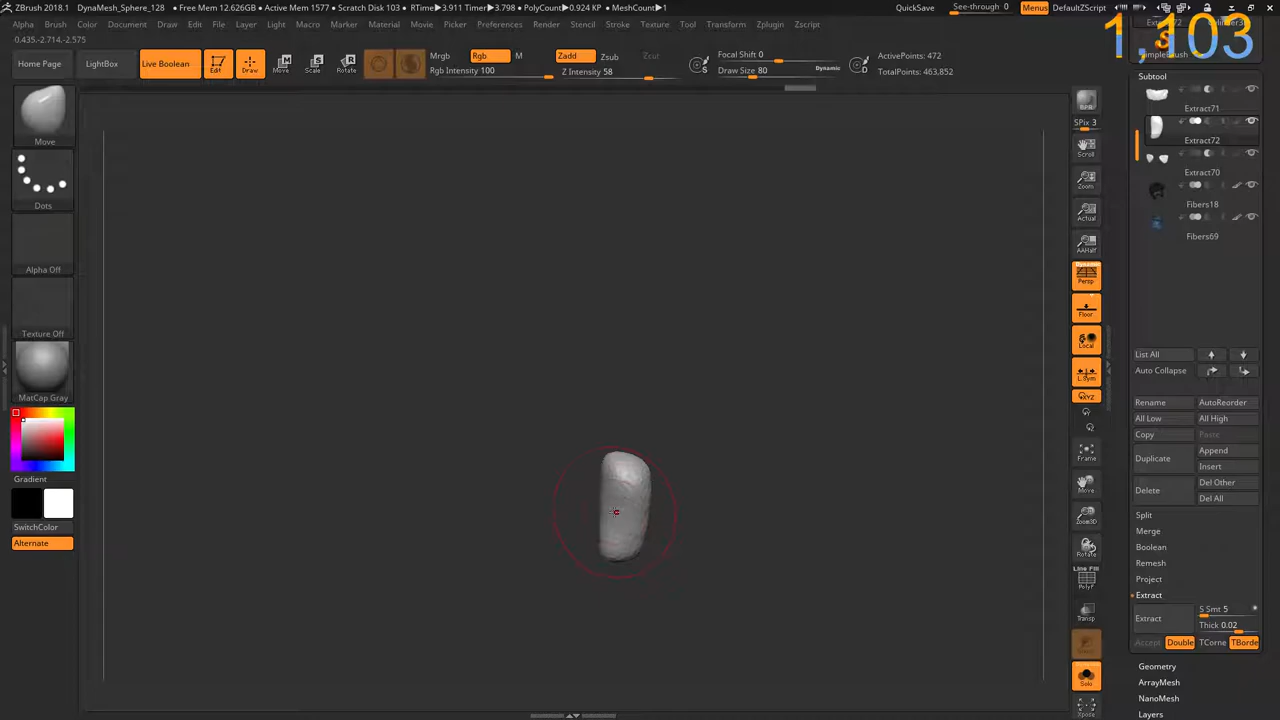 ZBrush 2018.1 DynaMesh_Sphere_128 • Free Mem 12.626GB • Active Mem 1577 • Scratch Disk 103 • RTime▶3.911 Timer▶3.798 • PolyCount▶0.924 KP • MeshCount▶1 QuickSave See-through 0 Menus DefaultZScript
Alpha Brush Color Document Draw Edit File Layer Light Macro Marker Material Movie Picker Preferences Render Stencil Stroke Texture Tool Transform Zplugin Zscript
1,103
0.435,-2.714,-2.575
Home Page LightBox Live Boolean Edit Draw Move Scale Rotate
Mrgb Rgb M Zadd Zsub Zcut Focal Shift 0 ActivePoints: 472
Rgb Intensity 100 Z Intensity 58 Draw Size 80 Dynamic TotalPoints: 463,852
Move
Dots
Alpha Off
Texture Off
MatCap Gray
Gradient
SwitchColor
Alternate
BPR
SPix 3
Scroll
Zoom
Actual
AAHalf
Dynamic
Persp
Floor
Local
L.Sym
Frame
Move
Zoom3D
Rotate
Line Fill
PolyF
Transp
Solo
Xpose
Subtool
Extract71
Extract72
Extract70
Fibers18
Fibers69
List All
Auto Collapse
Rename AutoReorder
All Low All High
Copy Paste
Duplicate Append
Insert
Delete Del Other
Del All
Split
Merge
Boolean
Remesh
Project
Extract
Extract S Smt 5
Thick 0.02
Accept Double TCorne TBorde
Geometry
ArrayMesh
NanoMesh
Layers